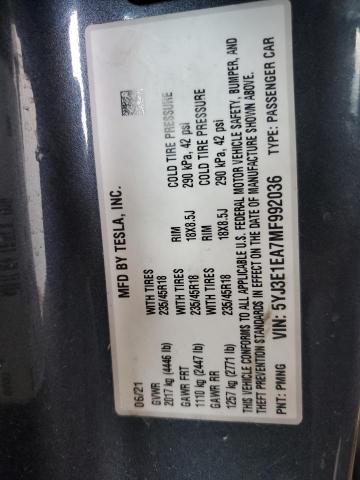 MFD BY TESLA, INC.
06/21
GVWR WITH TIRES RIM COLD TIRE PRESSURE
2017 kg (4446 lb) 235/45R18 18X8.5J 290 kPa, 42 psi
GAWR FRT WITH TIRES RIM COLD TIRE PRESSURE
1110 kg (2447 lb) 235/45R18 18X8.5J 290 kPa, 42 psi
GAWR RR
1257 kg (2771 lb) 235/45R18
THIS VEHICLE CONFORMS TO ALL APPLICABLE U.S. FEDERAL MOTOR VEHICLE SAFETY, BUMPER, AND
THEFT PREVENTION STANDARDS IN EFFECT ON THE DATE OF MANUFACTURE SHOWN ABOVE.
VIN: 5YJ3E1EA7MF992036 TYPE: PASSENGER CAR
PNT: PMNG